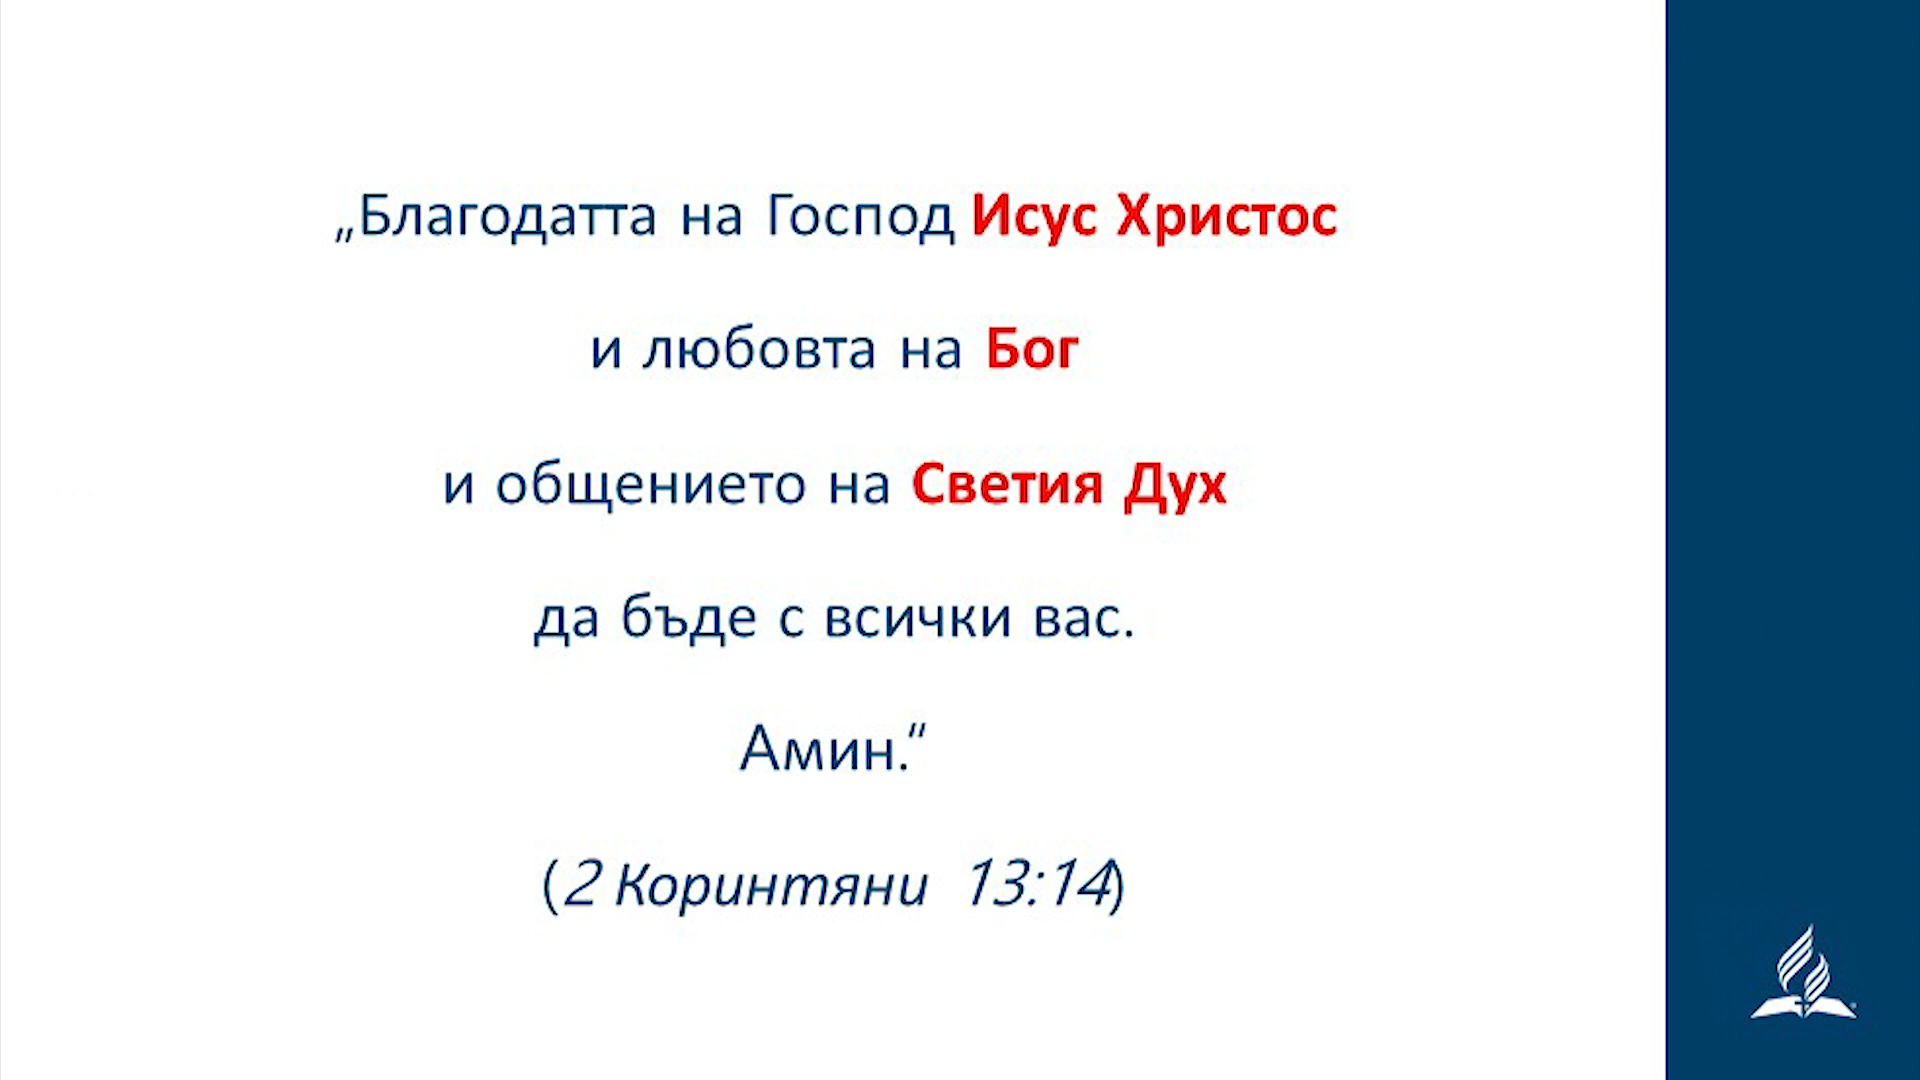 „Благодатта на Господ Исус Христос
и любовта на Бог
и общението на Светия Дух
да бъде с всички вас.
Амин.“
(2 Коринтяни 13:14)